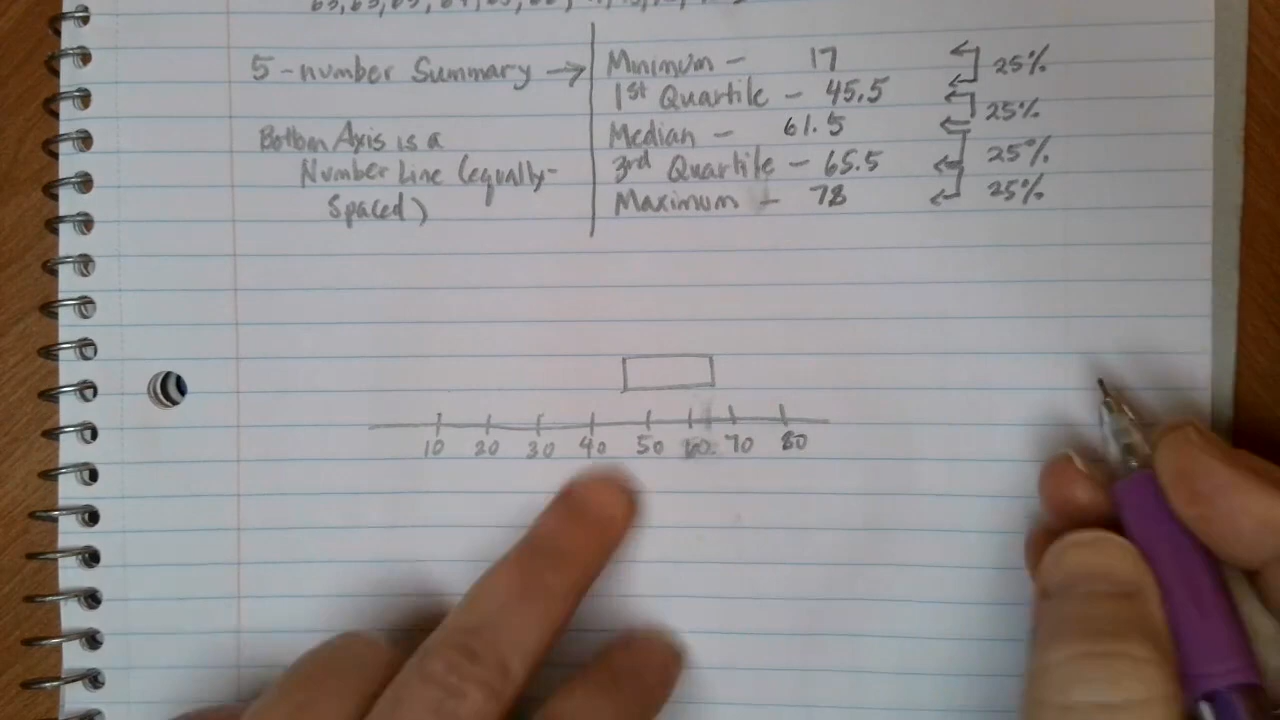 5-number Summary → Minimum - 17 25%
1st Quartile - 45.5 25%
Bottom Axis is a Median - 61.5
Number Line (equally- 3rd Quartile - 65.5 25%
Spaced) Maximum - 78 25%
10 20 30 40 50 60 70 80